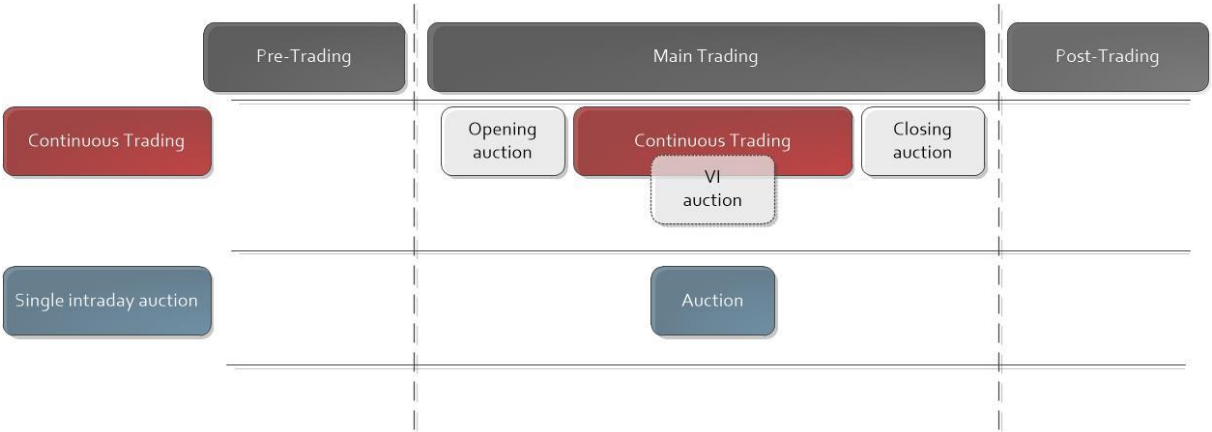 Pre-Trading
Main Trading
Post-Trading
Continuous Trading
Opening
auction
Continuous Trading
Closing
auction
VI
auction
Single intraday auction
Auction